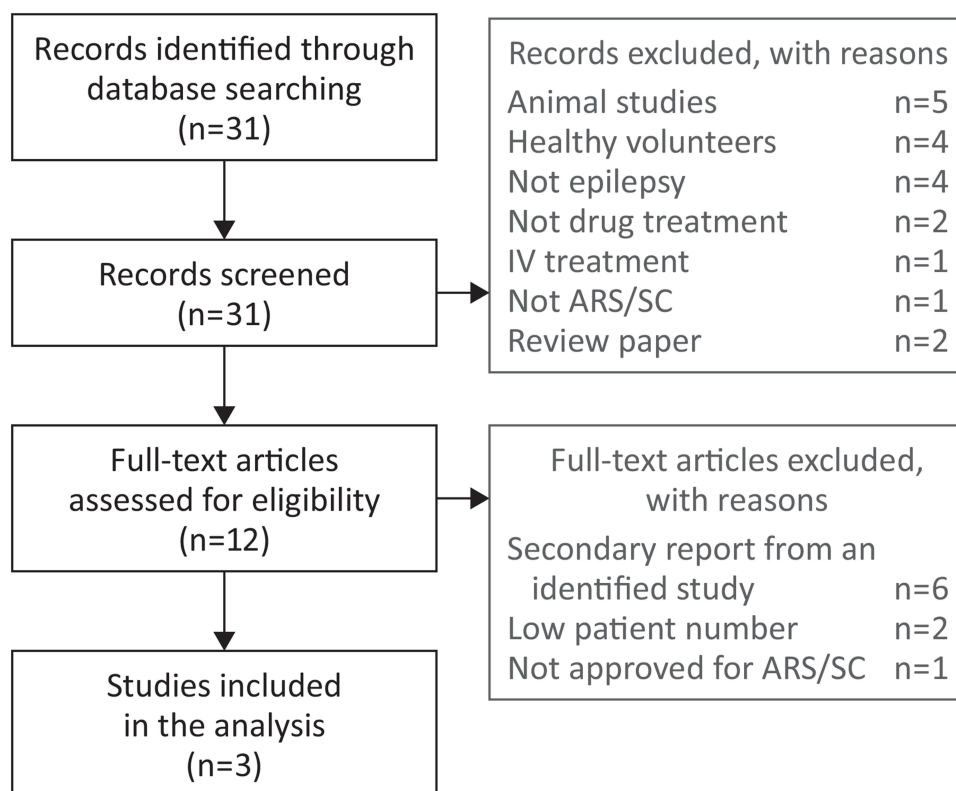 Records identified through
database searching
(n=31)
Records excluded, with reasons
Animal studies n=5
Healthy volunteers n=4
Not epilepsy n=4
Not drug treatment n=2
IV treatment n=1
Not ARS/SC n=1
Review paper n=2
Records screened
(n=31)
Full-text articles
assessed for eligibility
(n=12)
Full-text articles excluded,
with reasons
Secondary report from an
identified study n=6
Low patient number n=2
Not approved for ARS/SC n=1
Studies included
in the analysis
(n=3)